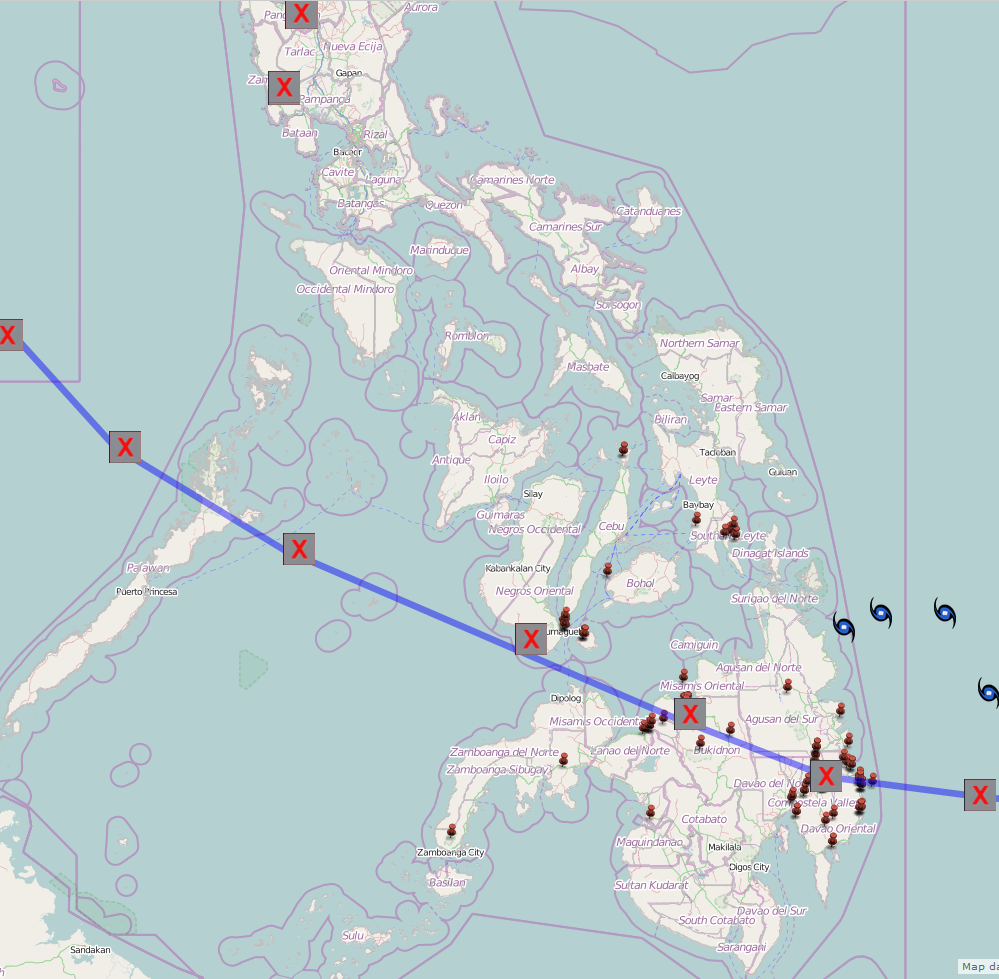 Aurora
X
Tarlac
Nueva Ecija
Gapan
X
Pampanga
Bataan
Rizal
Bacoor
Cavite
Laguna
Batangas
Quezon
Camarines Norte
Catanduanes
Camarines Sur
Marinduque
Albay
Oriental Mindoro
Occidental Mindoro
Sorsogon
X
Romblon
Northern Samar
Masbate
Calbayog
Samar
Eastern Samar
Aklan
Biliran
Capiz
X
Antique
Tacloban
Guiuan
Iloilo
Leyte
Silay
Baybay
Guimaras
Negros Occidental
Cebu
Leyte
X
Dinagat Islands
Palawan
Kabankalan City
Bohol
Puerto Princesa
Negros Oriental
Surigao del Norte
X
Camiguin
Agusan del Norte
Misamis Oriental
Dipolog
X
Misamis
Agusan del Sur
Zamboanga del Norte
Lanao del Norte
Bukidnon
Zamboanga Sibugay
X
Davao del
X
Compostela Valley
Cotabato
Davao Oriental
Maguindanao
Makilala
Zamboanga City
Digos City
Basilan
Sultan Kudarat
Davao del Sur
South Cotabato
Sulu
Sarangani
Sandakan
Map da